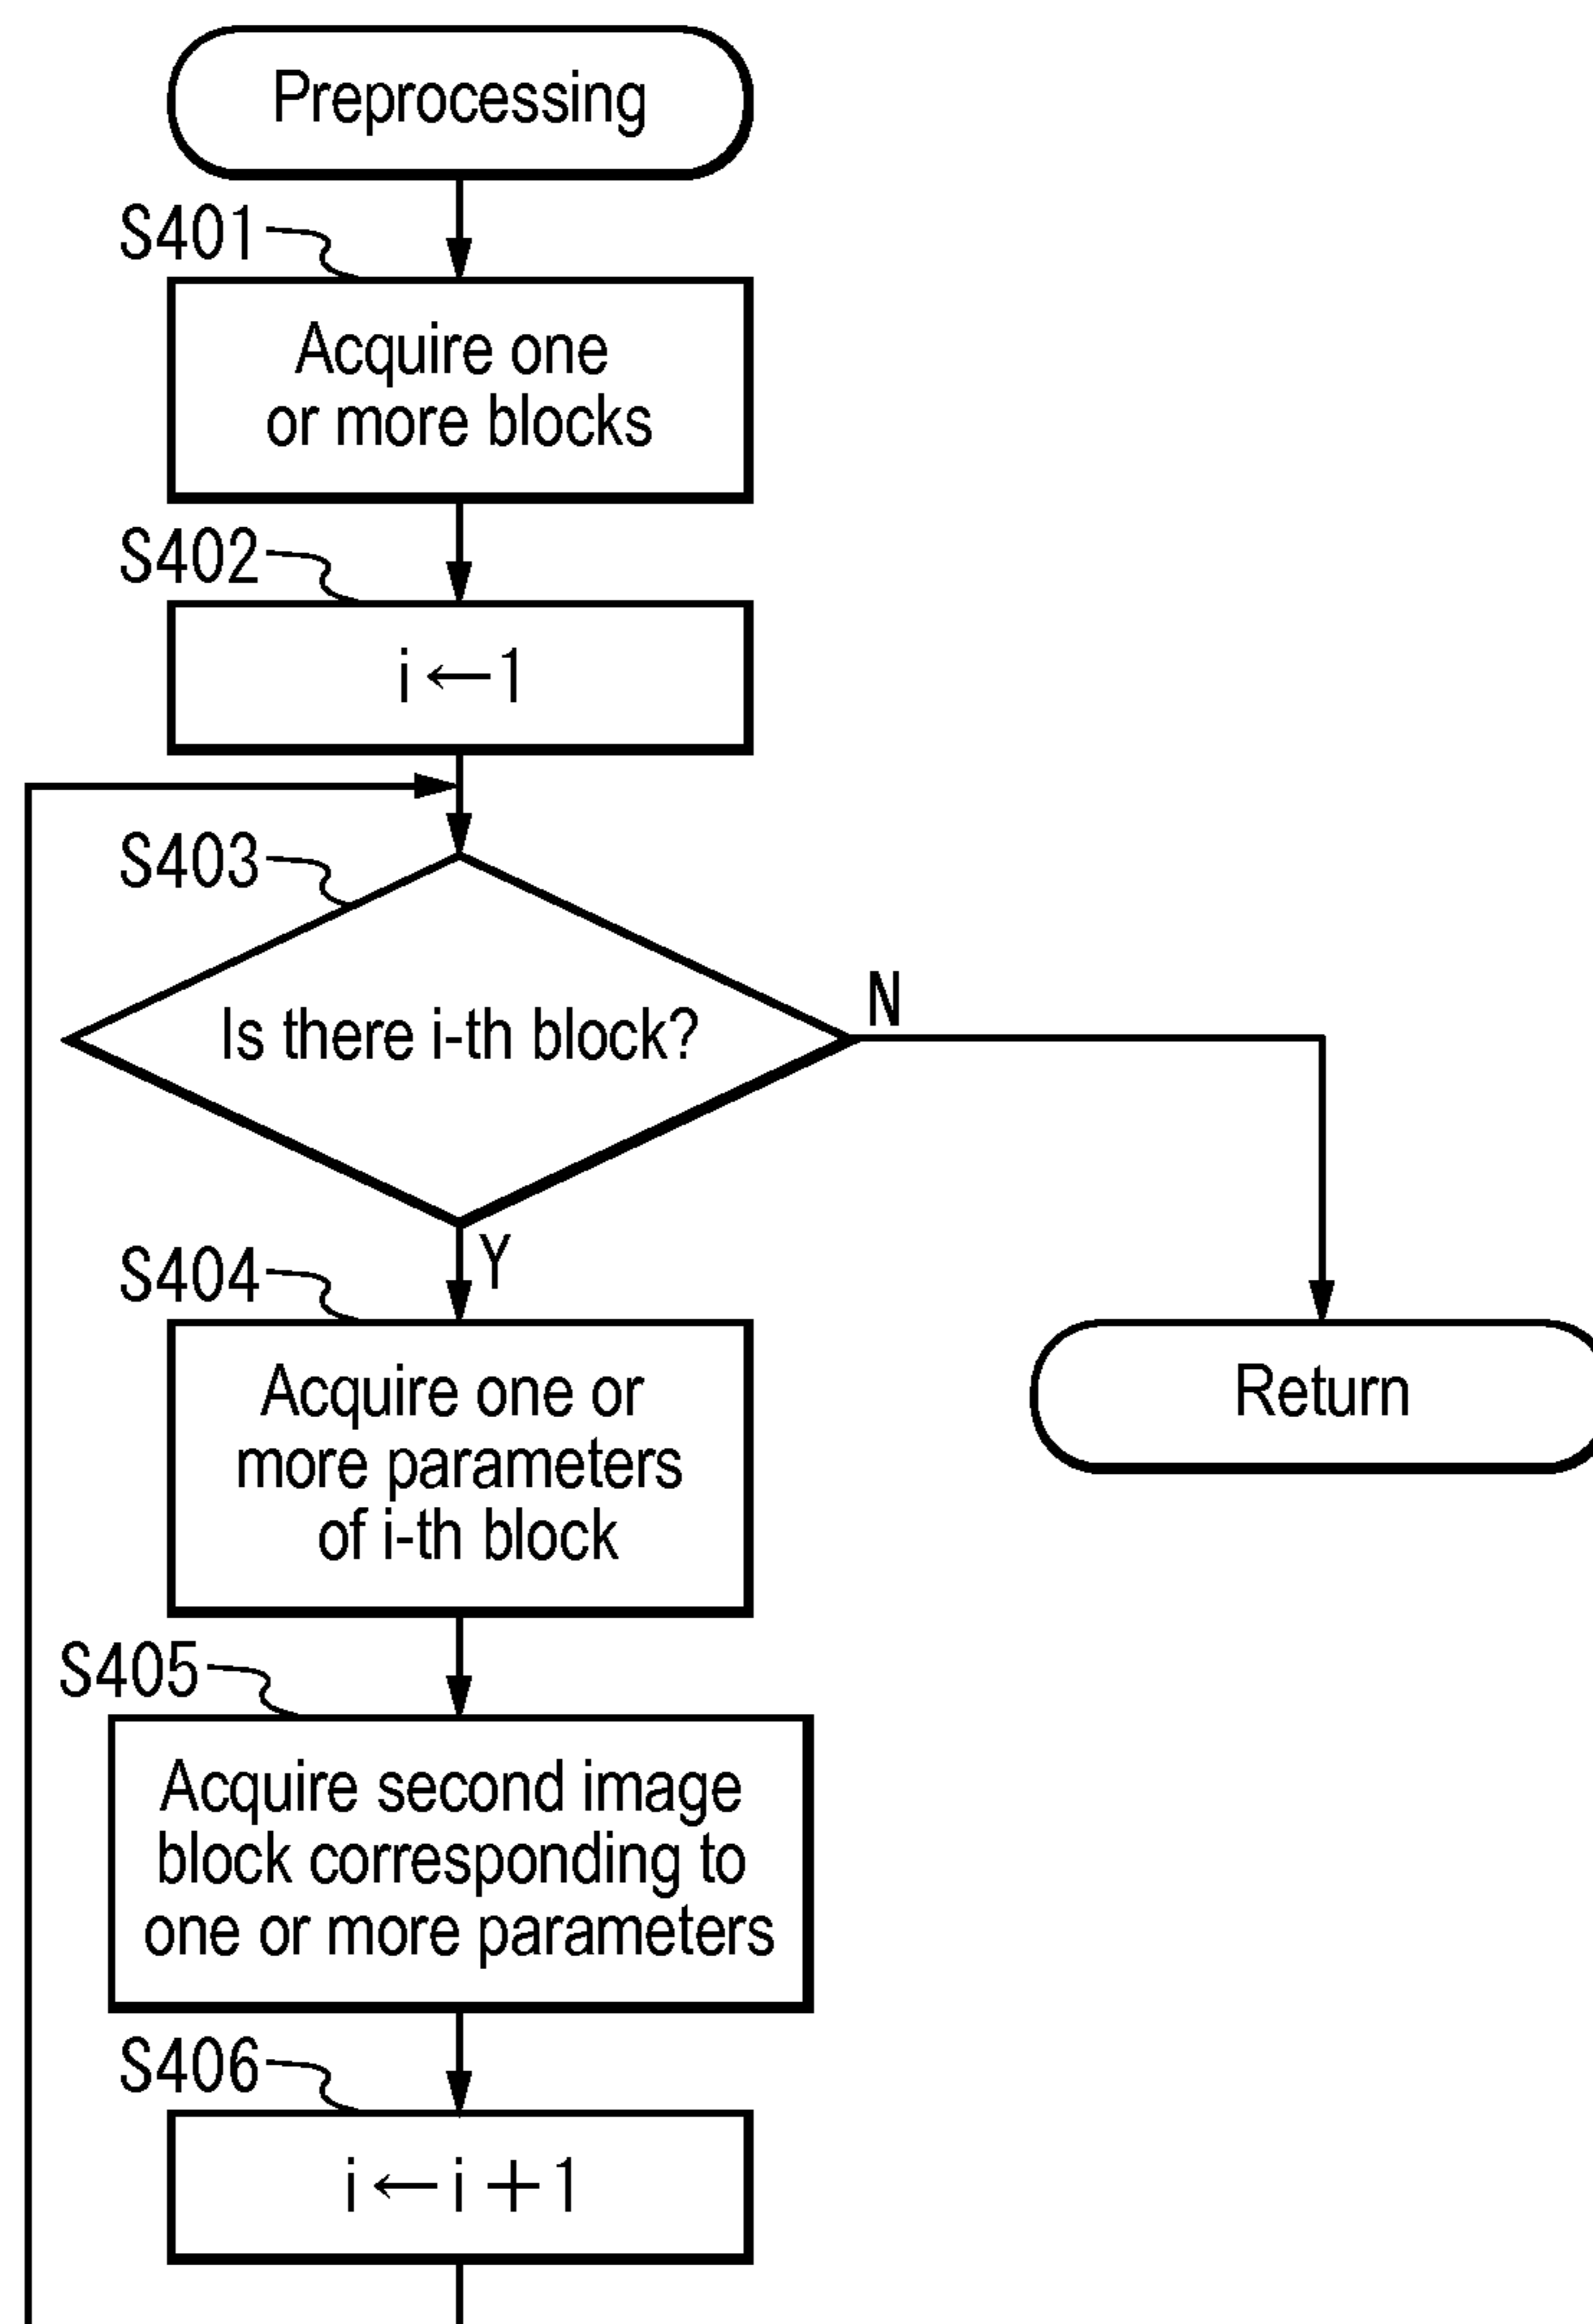 Preprocessing
S401
Acquire one
or more blocks
S402
i←1
S403
Is there i-th block?
N
Y
S404
Acquire one or
more parameters
of i-th block
Return
S405
Acquire second image
block corresponding to
one or more parameters
S406
i←i+1